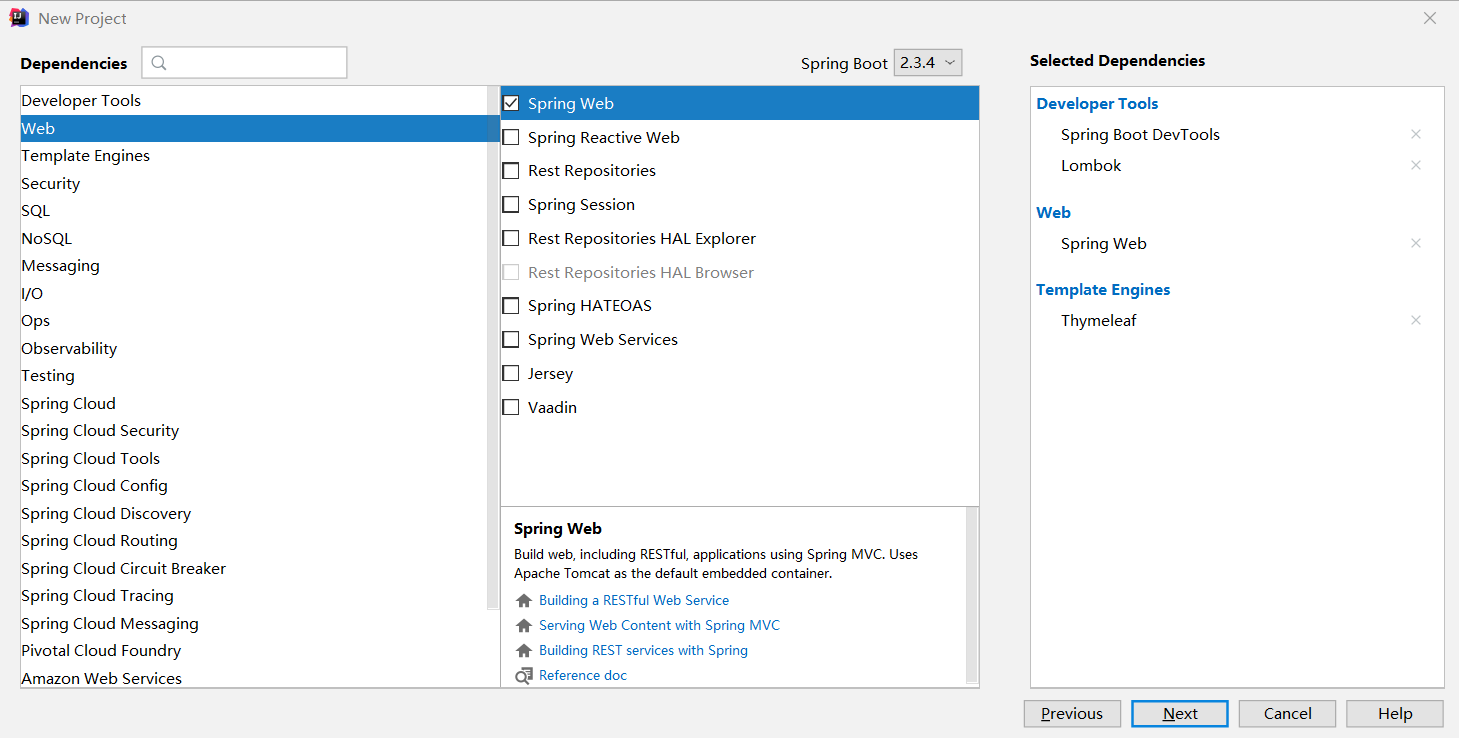 New Project
Dependencies
Spring Boot 2.3.4
Developer Tools
Web
Template Engines
Security
SQL
NoSQL
Messaging
I/O
Ops
Observability
Testing
Spring Cloud
Spring Cloud Security
Spring Cloud Tools
Spring Cloud Config
Spring Cloud Discovery
Spring Cloud Routing
Spring Cloud Circuit Breaker
Spring Cloud Tracing
Spring Cloud Messaging
Pivotal Cloud Foundry
Amazon Web Services
Spring Web
Spring Reactive Web
Rest Repositories
Spring Session
Rest Repositories HAL Explorer
Rest Repositories HAL Browser
Spring HATEOAS
Spring Web Services
Jersey
Vaadin
Spring Web
Build web, including RESTful, applications using Spring MVC. Uses
Apache Tomcat as the default embedded container.
Building a RESTful Web Service
Serving Web Content with Spring MVC
Building REST services with Spring
Reference doc
Selected Dependencies
Developer Tools
Spring Boot DevTools
Lombok
Web
Spring Web
Template Engines
Thymeleaf
Previous
Next
Cancel
Help